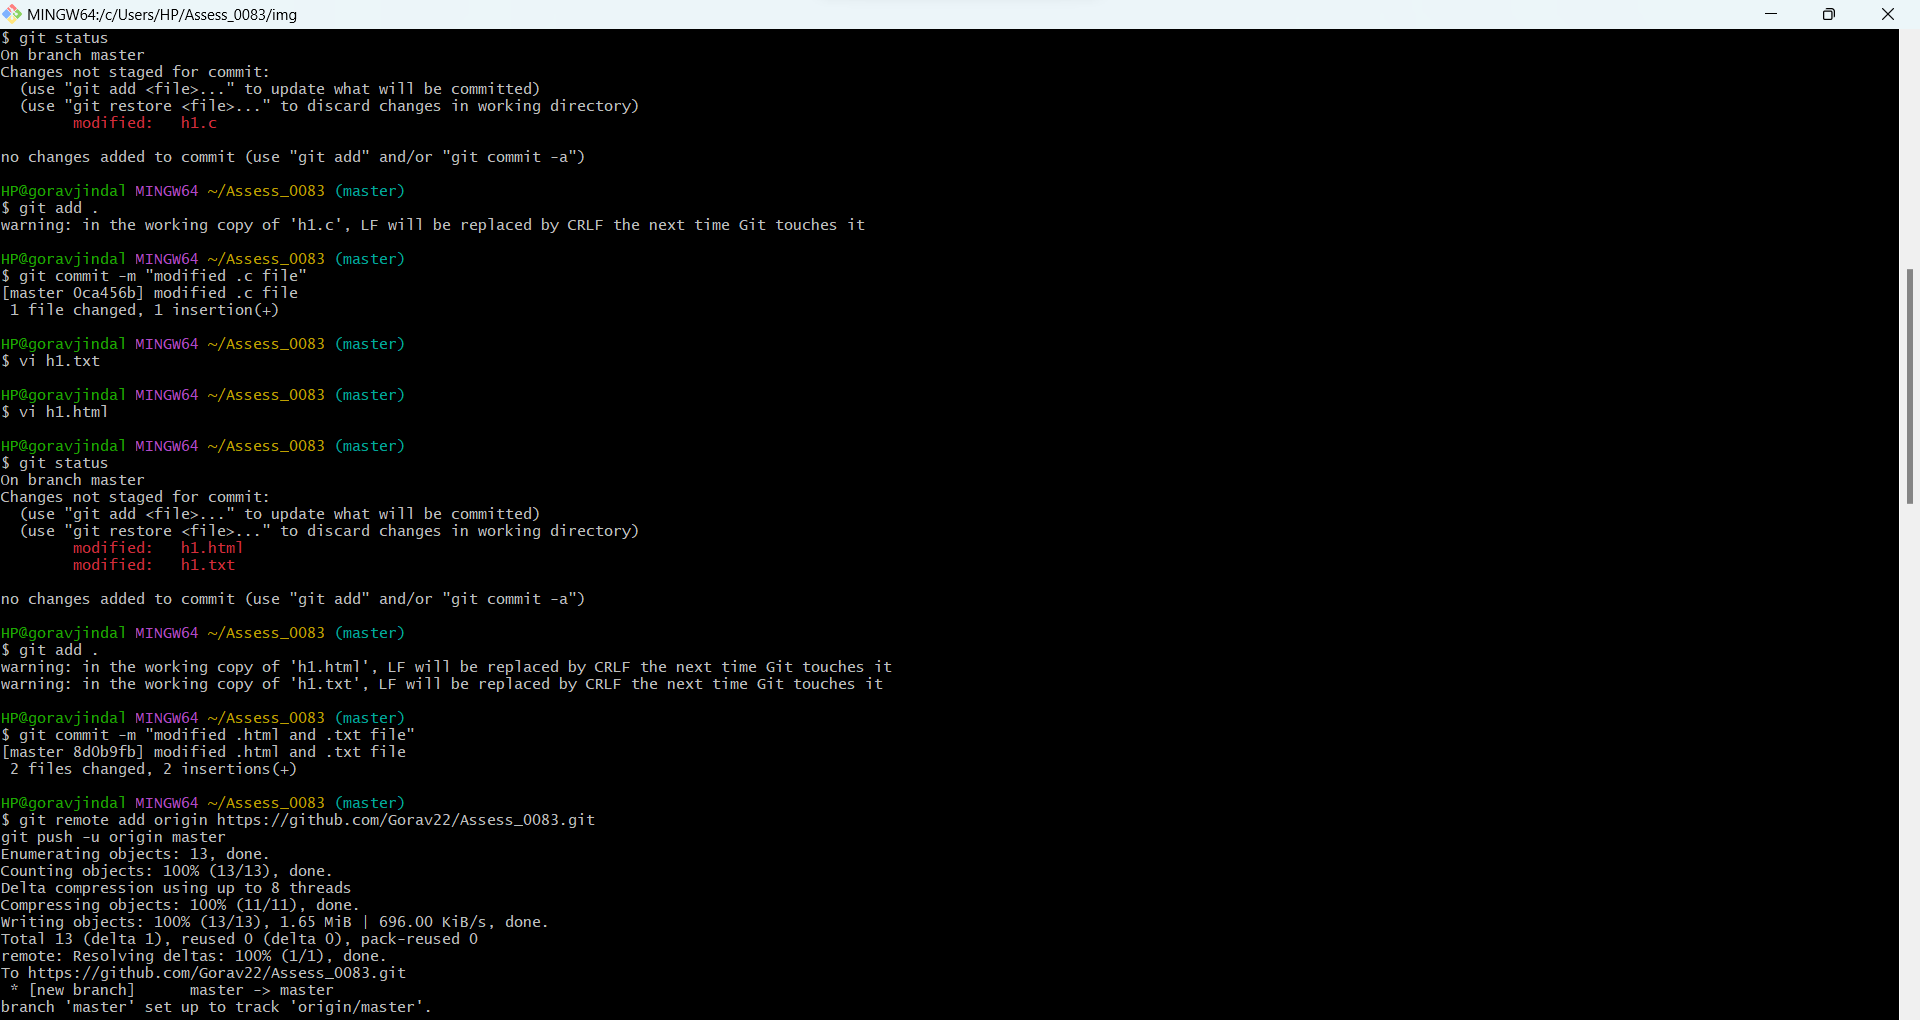 MINGW64:/c/Users/HP/Assess_0083/img
$ git status
On branch master
Changes not staged for commit:
  (use "git add <file>..." to update what will be committed)
  (use "git restore <file>..." to discard changes in working directory)
        modified:   h1.c

no changes added to commit (use "git add" and/or "git commit -a")

HP@goravjindal MINGW64 ~/Assess_0083 (master)
$ git add .
warning: in the working copy of 'h1.c', LF will be replaced by CRLF the next time Git touches it

HP@goravjindal MINGW64 ~/Assess_0083 (master)
$ git commit -m "modified .c file"
[master 0ca456b] modified .c file
 1 file changed, 1 insertion(+)

HP@goravjindal MINGW64 ~/Assess_0083 (master)
$ vi h1.txt

HP@goravjindal MINGW64 ~/Assess_0083 (master)
$ vi h1.html

HP@goravjindal MINGW64 ~/Assess_0083 (master)
$ git status
On branch master
Changes not staged for commit:
  (use "git add <file>..." to update what will be committed)
  (use "git restore <file>..." to discard changes in working directory)
        modified:   h1.html
        modified:   h1.txt

no changes added to commit (use "git add" and/or "git commit -a")

HP@goravjindal MINGW64 ~/Assess_0083 (master)
$ git add .
warning: in the working copy of 'h1.html', LF will be replaced by CRLF the next time Git touches it
warning: in the working copy of 'h1.txt', LF will be replaced by CRLF the next time Git touches it

HP@goravjindal MINGW64 ~/Assess_0083 (master)
$ git commit -m "modified .html and .txt file"
[master 8d0b9fb] modified .html and .txt file
 2 files changed, 2 insertions(+)

HP@goravjindal MINGW64 ~/Assess_0083 (master)
$ git remote add origin https://github.com/Gorav22/Assess_0083.git
git push -u origin master
Enumerating objects: 13, done.
Counting objects: 100% (13/13), done.
Delta compression using up to 8 threads
Compressing objects: 100% (11/11), done.
Writing objects: 100% (13/13), 1.65 MiB | 696.00 KiB/s, done.
Total 13 (delta 1), reused 0 (delta 0), pack-reused 0
remote: Resolving deltas: 100% (1/1), done.
To https://github.com/Gorav22/Assess_0083.git
 * [new branch]      master -> master
branch 'master' set up to track 'origin/master'.